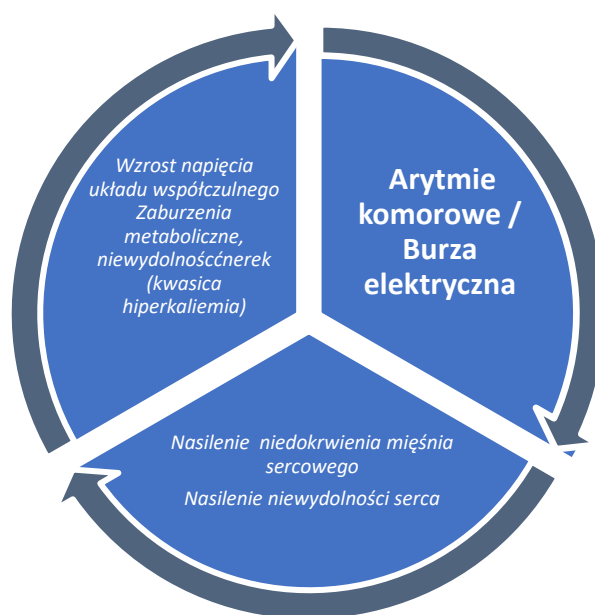 Wzrost napięcia
układu współczulnego
Zaburzenia
metaboliczne,
niewydolnośććnerek
(kwasica
hiperkaliemia)
Arytmie
komorowe /
Burza
elektryczna
Nasilenie  niedokrwienia mięśnia
sercowego
Nasilenie niewydolności serca